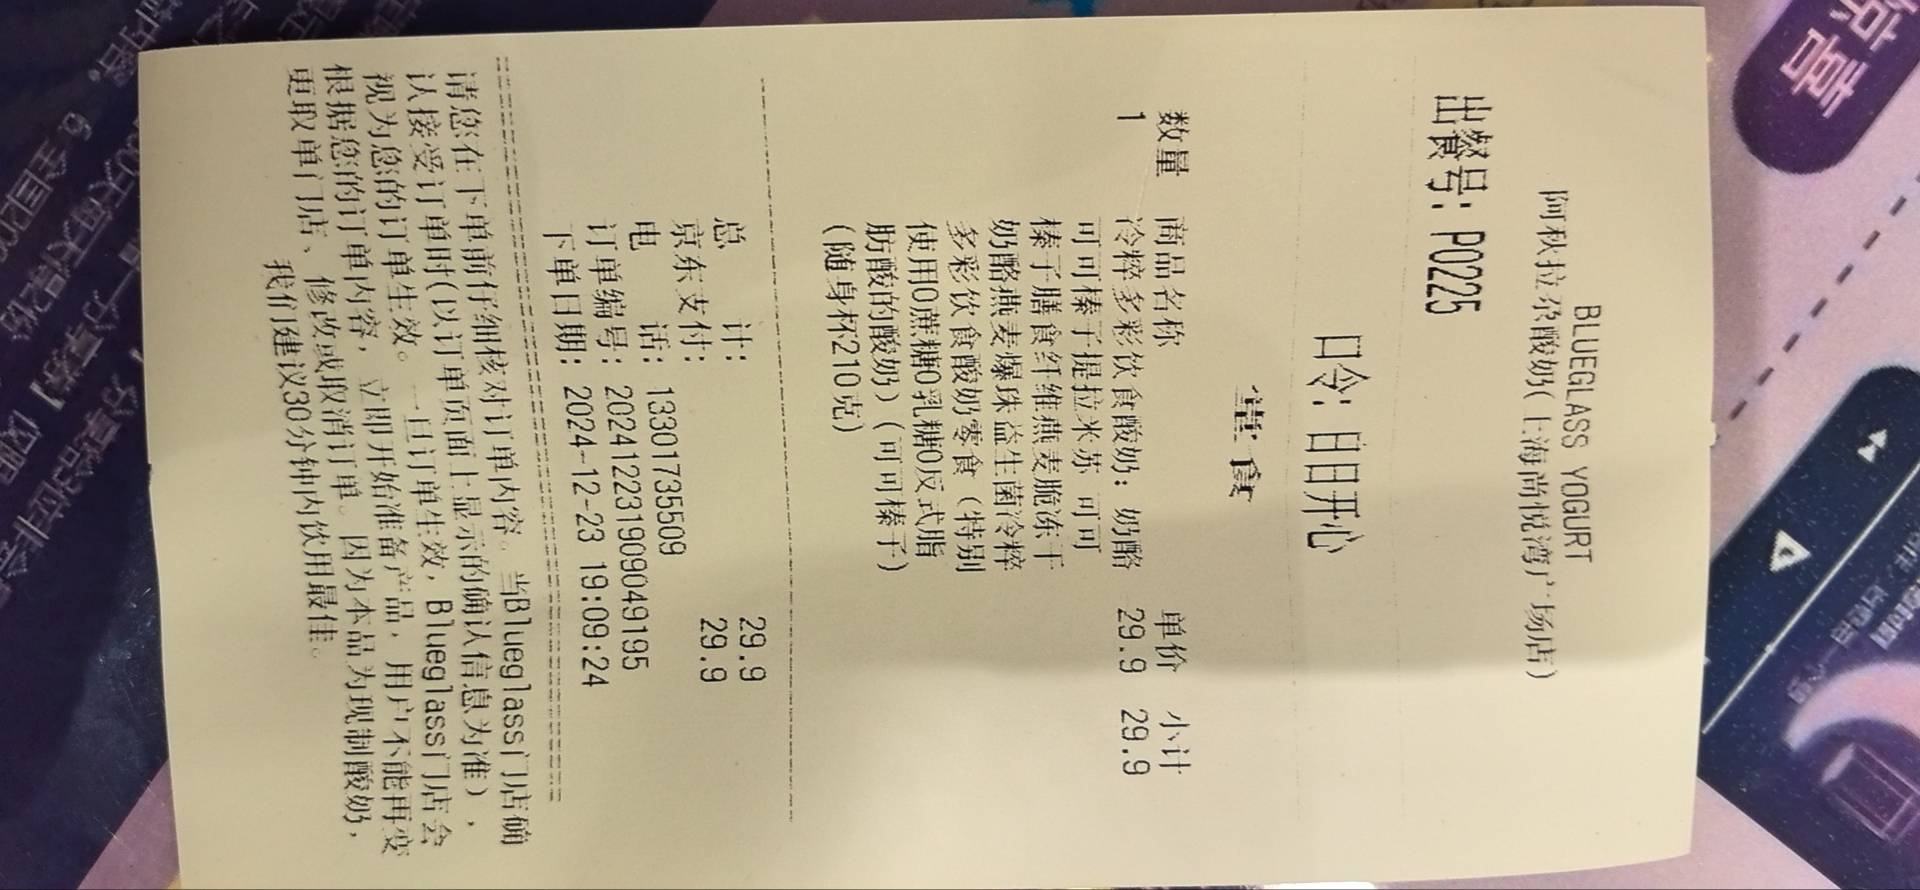 BLUEGLASS YOGURT
阿秋拉尕酸奶(上海尚悦湾广场店)
出餐号: P0225
口令: 日日开心
堂食
数量 商品名称 单价 小计
1 冷粹多彩饮食酸奶: 奶酪 29.9 29.9
可可榛子提拉米苏 可可
榛子膳食纤维燕麦脆冻干
奶酪燕麦爆珠益生菌冷粹
多彩饮食酸奶零食 (特别
使用0蔗糖0乳糖0反式脂
肪酸的酸奶) (可可榛子)
(随身杯210克)
总 计: 29.9
京东支付: 29.9
电 话: 13301735509
订单编号: 20241223190904919５
下单日期: 2024-12-23 19:09:24
请您在下单前仔细核对订单内容。当Blueglass门店确
认接受订单时(以订单页面上显示的确认信息为准),
视为您的订单生效。一旦订单生效, Blueglass门店会
根据您的订单内容, 立即开始准备产品, 用户不能再变
更取单门店、修改或取消订单。因为本品为现制酸奶,
我们建议30分钟内饮用最佳。